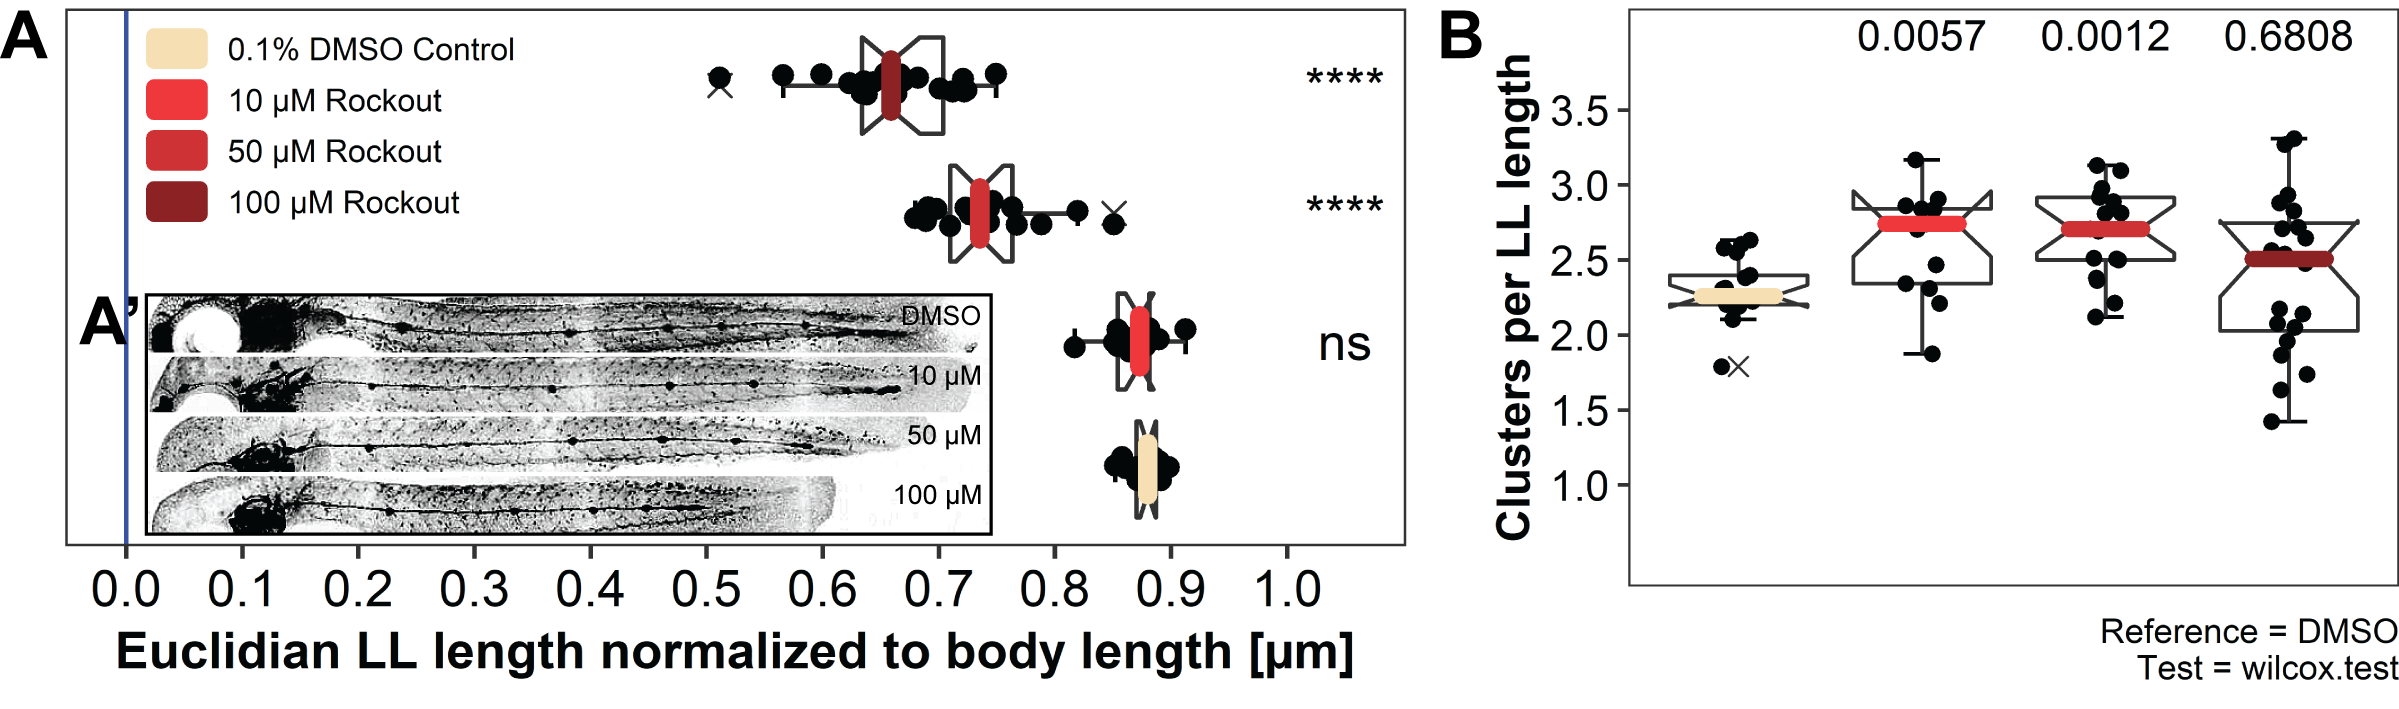 A
0.1% DMSO Control
10 µM Rockout
50 µM Rockout
100 µM Rockout
****
****
ns
A’
DMSO
10 µM
50 µM
100 µM
0.0 0.1 0.2 0.3 0.4 0.5 0.6 0.7 0.8 0.9 1.0
Euclidian LL length normalized to body length [µm]
B
0.0057 0.0012 0.6808
Clusters per LL length
3.5
3.0
2.5
2.0
1.5
1.0
Reference = DMSO
Test = wilcox.test